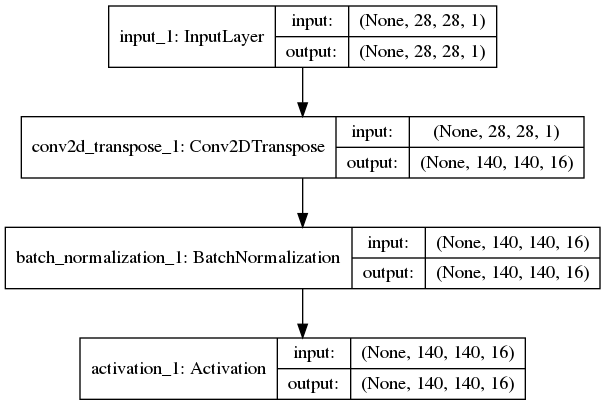 input_1: InputLayer
input: (None, 28, 28, 1)
output: (None, 28, 28, 1)
conv2d_transpose_1: Conv2DTranspose
input: (None, 28, 28, 1)
output: (None, 140, 140, 16)
batch_normalization_1: BatchNormalization
input: (None, 140, 140, 16)
output: (None, 140, 140, 16)
activation_1: Activation
input: (None, 140, 140, 16)
output: (None, 140, 140, 16)